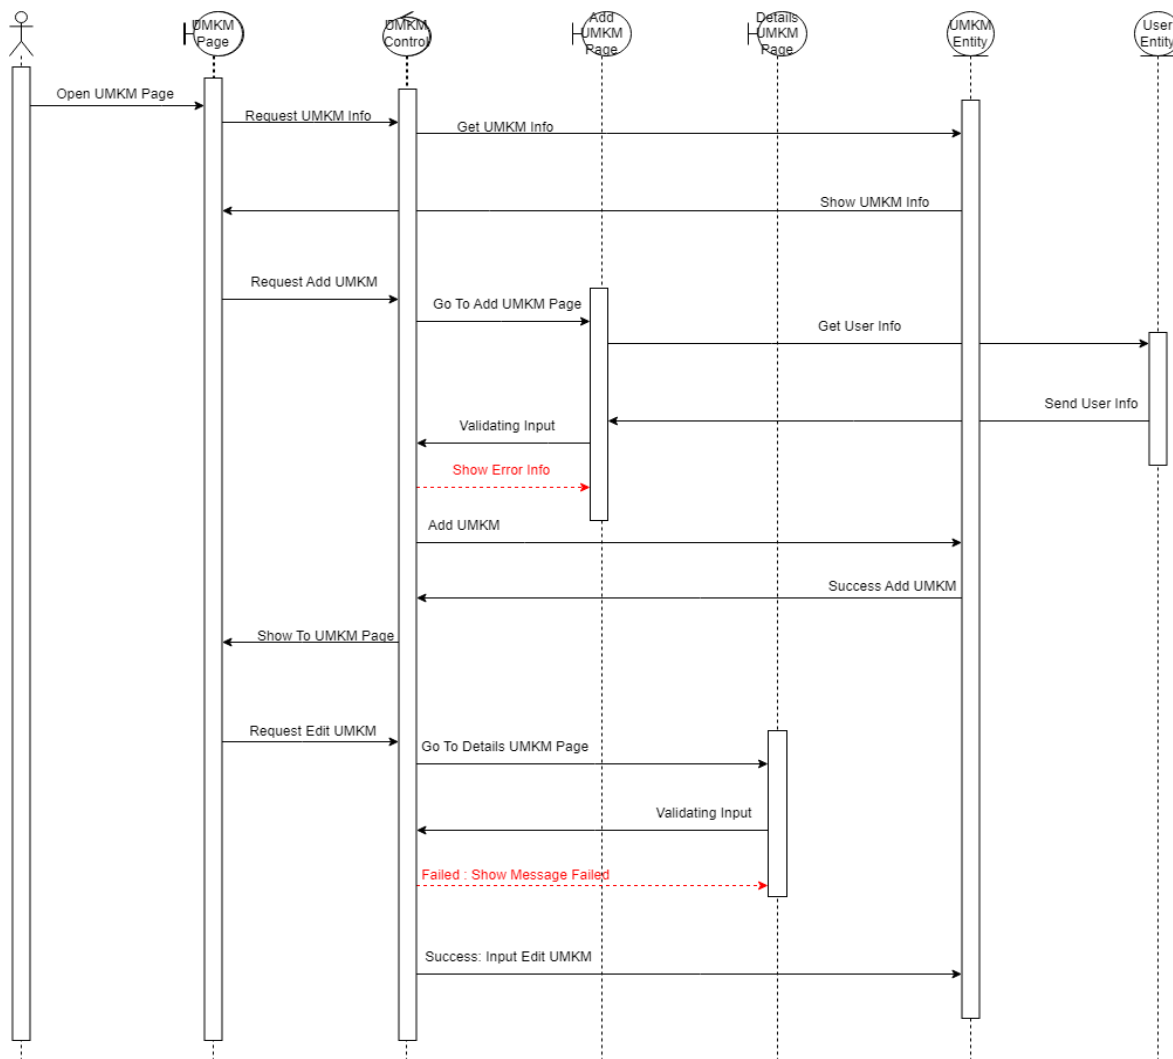 UMKM
Page
UMKM
Control
Add
UMKM
Page
Details
UMKM
Page
UMKM
Entity
User
Entity
Open UMKM Page
Request UMKM Info
Get UMKM Info
Show UMKM Info
Request Add UMKM
Go To Add UMKM Page
Get User Info
Send User Info
Validating Input
Show Error Info
Add UMKM
Success Add UMKM
Show To UMKM Page
Request Edit UMKM
Go To Details UMKM Page
Validating Input
Failed : Show Message Failed
Success: Input Edit UMKM